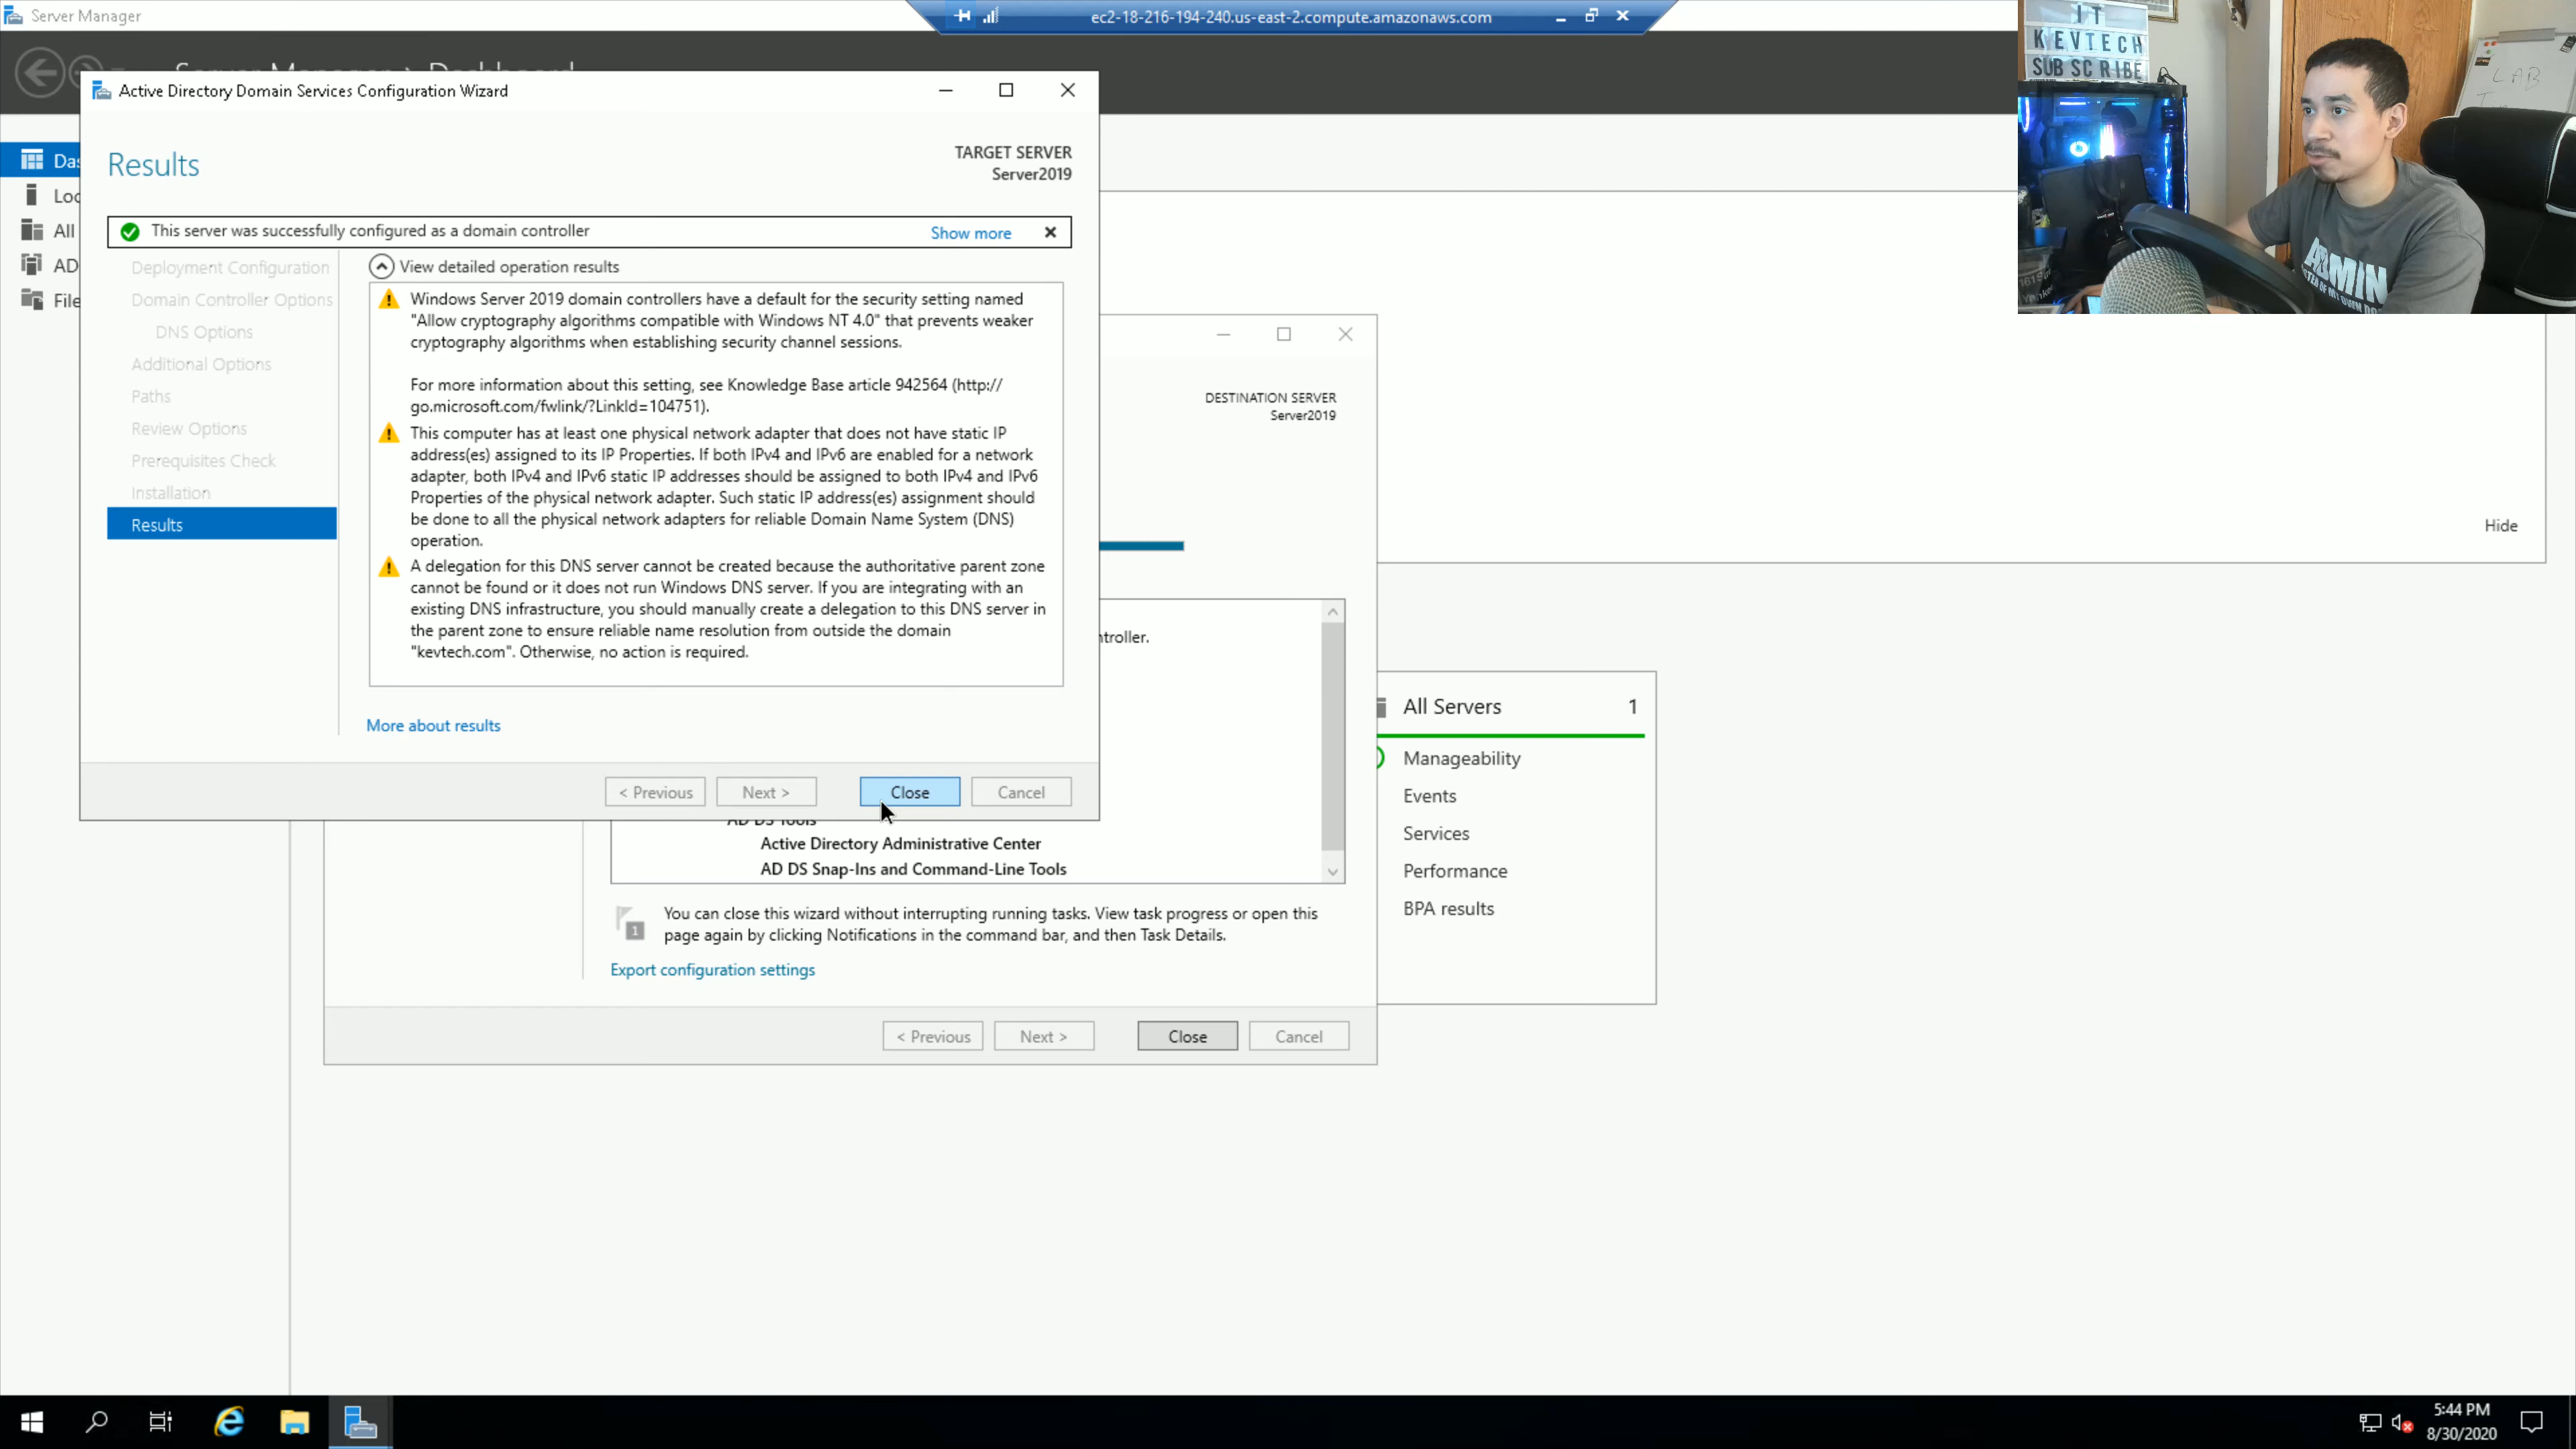 Server Manager
ec2-18-216-194-240.us-east-2.compute.amazonaws.com
IT
KEVTECH
SUBSCRIBE
LAB
Server Manager Dashboard
Active Directory Domain Services Configuration Wizard
Results
TARGET SERVER
Server2019
Das
Loc
All
AD
File
This server was successfully configured as a domain controller
Show more
Deployment Configuration
Domain Controller Options
DNS Options
Additional Options
Paths
Review Options
Prerequisites Check
Installation
Results
View detailed operation results
Windows Server 2019 domain controllers have a default for the security setting named
"Allow cryptography algorithms compatible with Windows NT 4.0" that prevents weaker
cryptography algorithms when establishing security channel sessions.
For more information about this setting, see Knowledge Base article 942564 (http://
go.microsoft.com/fwlink/?LinkId=104751).
This computer has at least one physical network adapter that does not have static IP
address(es) assigned to its IP Properties. If both IPv4 and IPv6 are enabled for a network
adapter, both IPv4 and IPv6 static IP addresses should be assigned to both IPv4 and IPv6
Properties of the physical network adapter. Such static IP address(es) assignment should
be done to all the physical network adapters for reliable Domain Name System (DNS)
operation.
A delegation for this DNS server cannot be created because the authoritative parent zone
cannot be found or it does not run Windows DNS server. If you are integrating with an
existing DNS infrastructure, you should manually create a delegation to this DNS server in
the parent zone to ensure reliable name resolution from outside the domain
"kevtech.com". Otherwise, no action is required.
More about results
< Previous
Next >
Close
Cancel
DESTINATION SERVER
Server2019
ntroller.
AD DS Tools
Active Directory Administrative Center
AD DS Snap-Ins and Command-Line Tools
1
You can close this wizard without interrupting running tasks. View task progress or open this
page again by clicking Notifications in the command bar, and then Task Details.
Export configuration settings
< Previous
Next >
Close
Cancel
Hide
All Servers 1
Manageability
Events
Services
Performance
BPA results
ADMIN
5:44 PM
8/30/2020